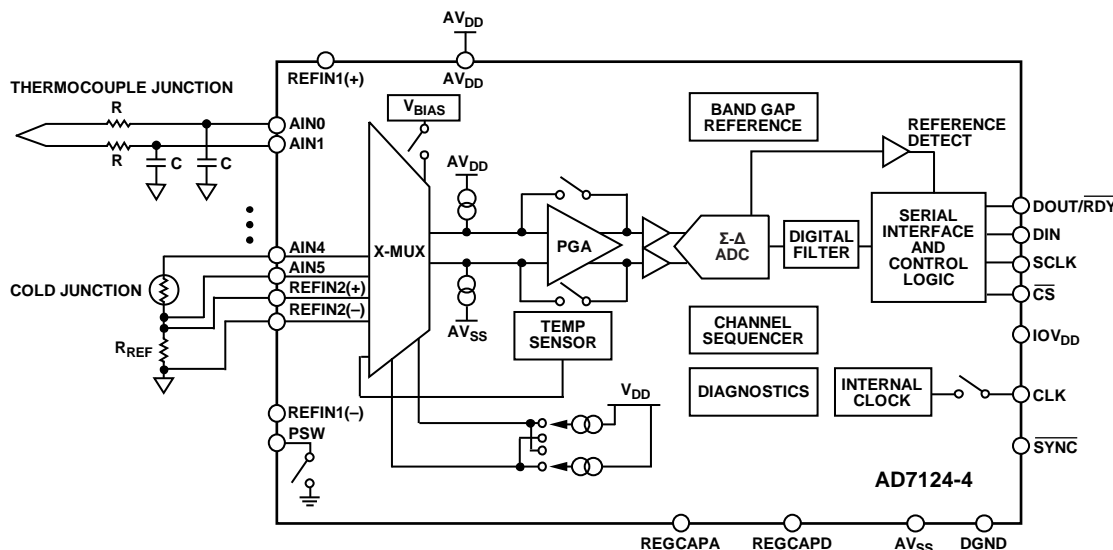 AVDD
REFIN1(+)
AVDD
THERMOCOUPLE JUNCTION
R
R
C
C
AIN0
AIN1
VBIAS
BAND GAP
REFERENCE
REFERENCE
DETECT
AVDD
X-MUX
PGA
Σ-Δ
ADC
DIGITAL
FILTER
SERIAL
INTERFACE
AND
CONTROL
LOGIC
DOUT/RDY
DIN
SCLK
CS
AIN4
AIN5
REFIN2(+)
REFIN2(–)
COLD JUNCTION
RREF
AVSS
TEMP
SENSOR
CHANNEL
SEQUENCER
IOVDD
DIAGNOSTICS
INTERNAL
CLOCK
CLK
VDD
REFIN1(–)
PSW
SYNC
AD7124-4
REGCAPA
REGCAPD
AVSS
DGND